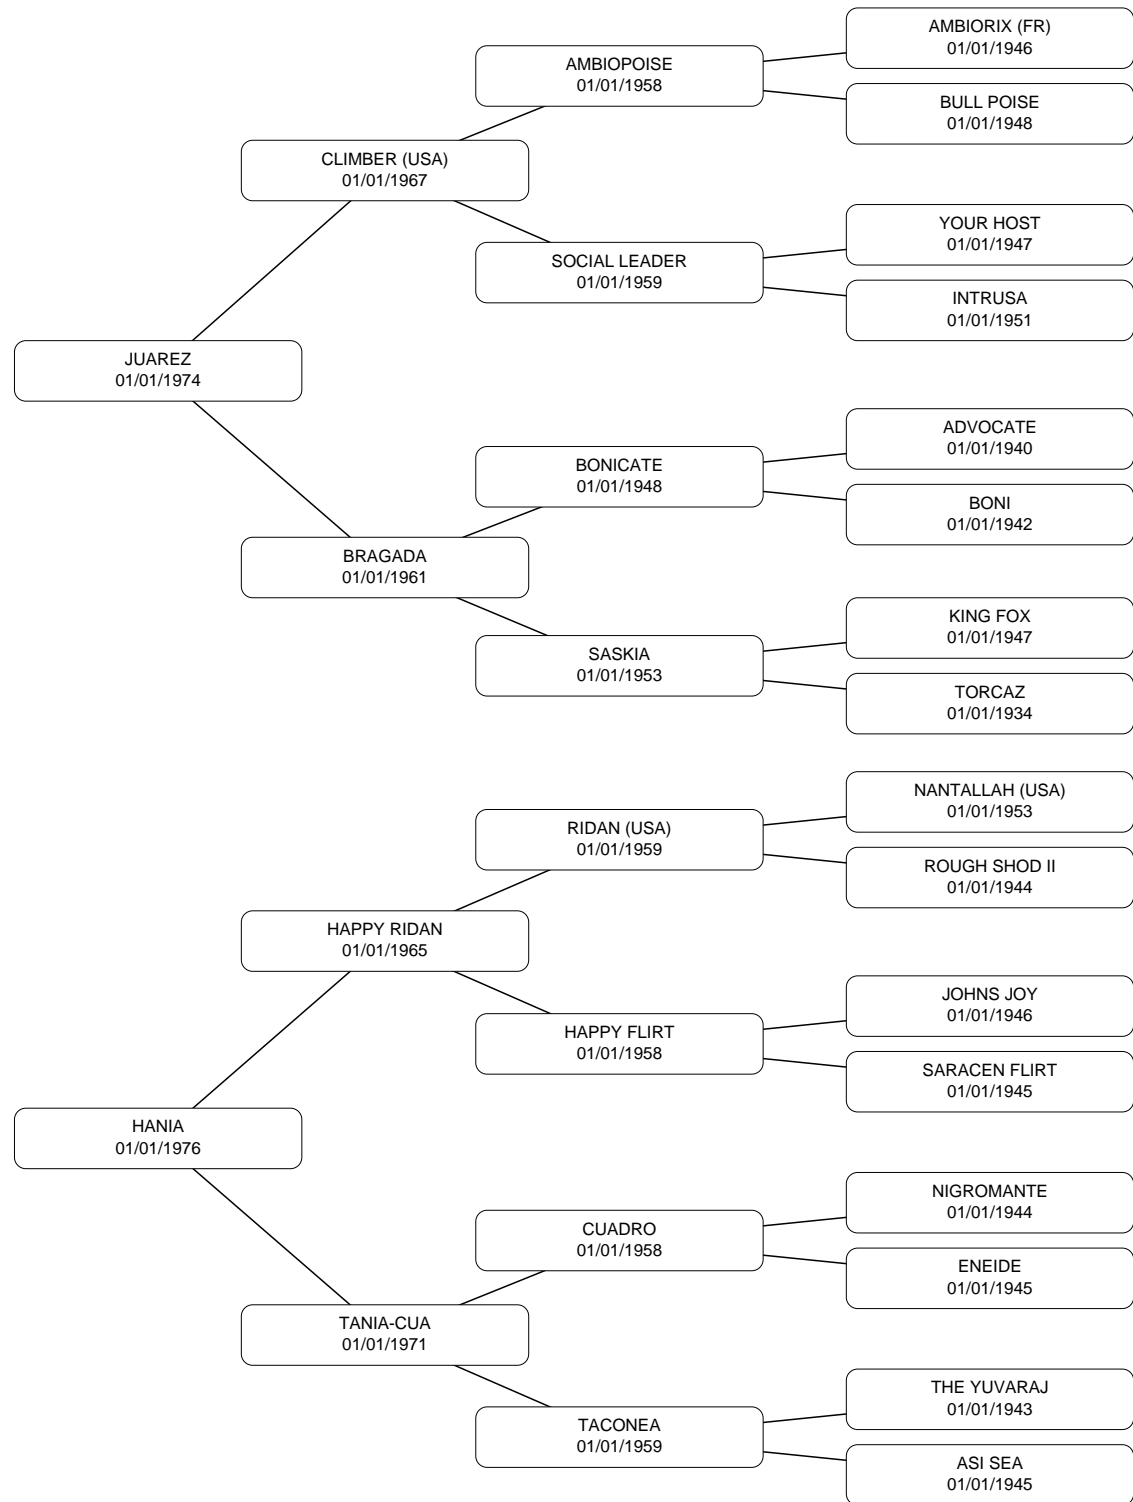 AMBIORIX (FR)
01/01/1946
AMBIOPOISE
01/01/1958
BULL POISE
01/01/1948
CLIMBER (USA)
01/01/1967
YOUR HOST
01/01/1947
SOCIAL LEADER
01/01/1959
INTRUSA
01/01/1951
JUAREZ
01/01/1974
ADVOCATE
01/01/1940
BONICATE
01/01/1948
BONI
01/01/1942
BRAGADA
01/01/1961
KING FOX
01/01/1947
SASKIA
01/01/1953
TORCAZ
01/01/1934
NANTALLAH (USA)
01/01/1953
RIDAN (USA)
01/01/1959
ROUGH SHOD II
01/01/1944
HAPPY RIDAN
01/01/1965
JOHNS JOY
01/01/1946
HAPPY FLIRT
01/01/1958
SARACEN FLIRT
01/01/1945
HANIA
01/01/1976
NIGROMANTE
01/01/1944
CUADRO
01/01/1958
ENEIDE
01/01/1945
TANIA-CUA
01/01/1971
THE YUVARAJ
01/01/1943
TACONEA
01/01/1959
ASI SEA
01/01/1945